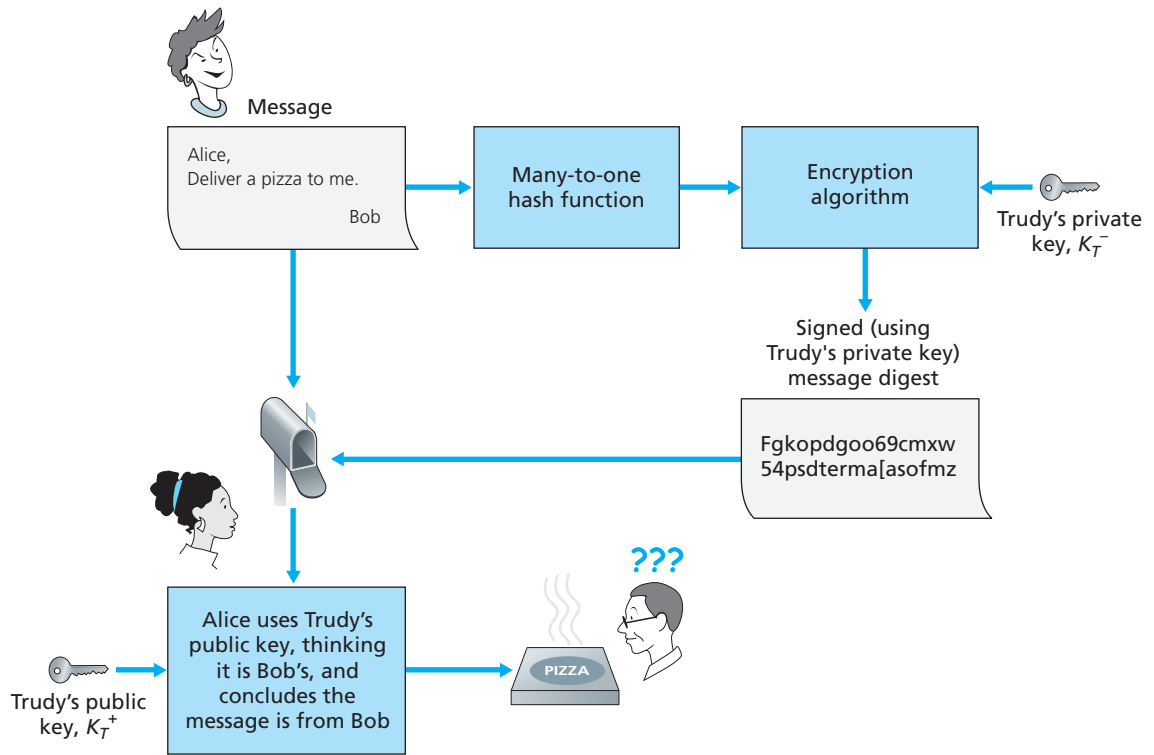 Message
Alice,
Deliver a pizza to me.
Bob
Many-to-one
hash function
Encryption
algorithm
Trudy’s private
key, K_T^−
Signed (using
Trudy's private key)
message digest
Fgkopdgoo69cmxw
54psdterma[asofmz
Alice uses Trudy’s
public key, thinking
it is Bob’s, and
concludes the
message is from Bob
Trudy’s public
key, K_T^+
PIZZA
???